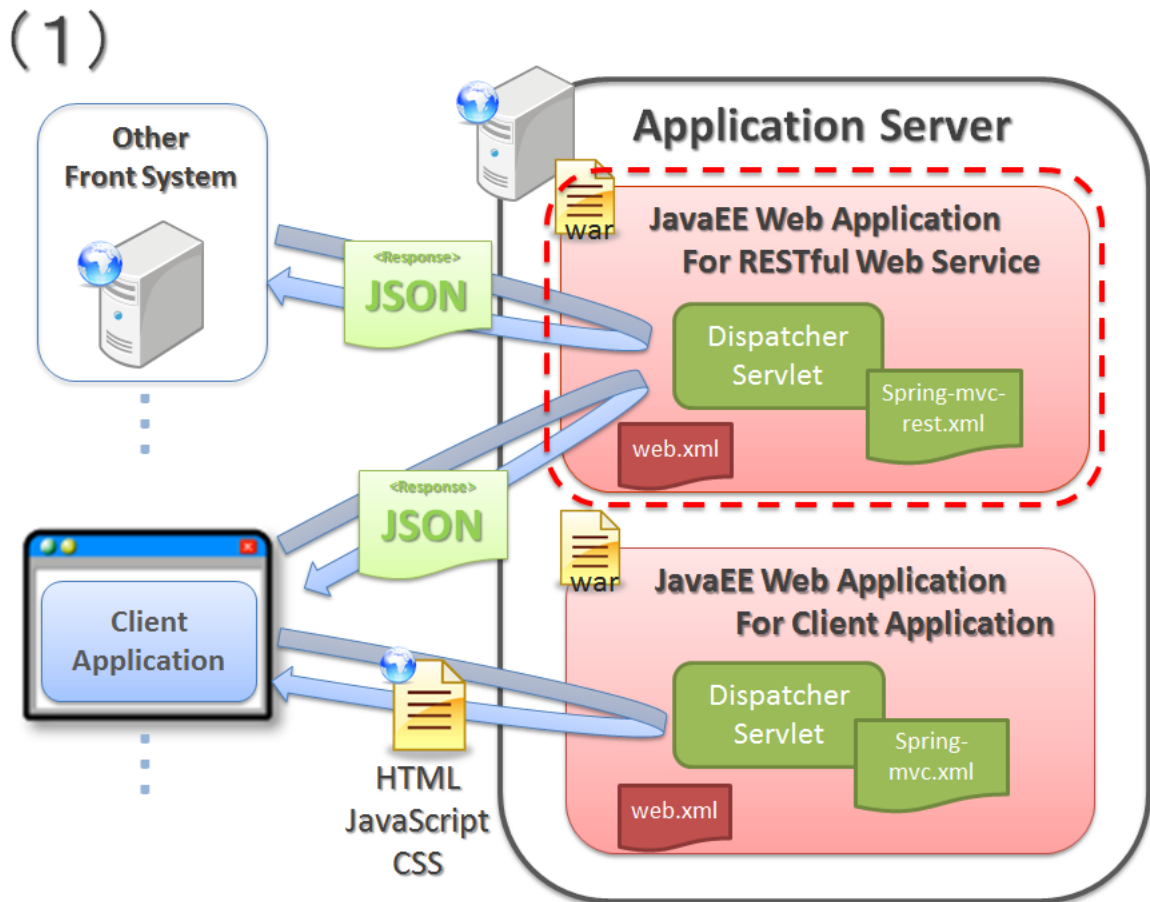 (1)
Other
Front System
Application Server
war
JavaEE Web Application
For RESTful Web Service
<Response>
JSON
Dispatcher
Servlet
Spring-mvc-
rest.xml
web.xml
<Response>
JSON
war
JavaEE Web Application
For Client Application
Client
Application
Dispatcher
Servlet
Spring-
mvc.xml
web.xml
HTML
JavaScript
CSS